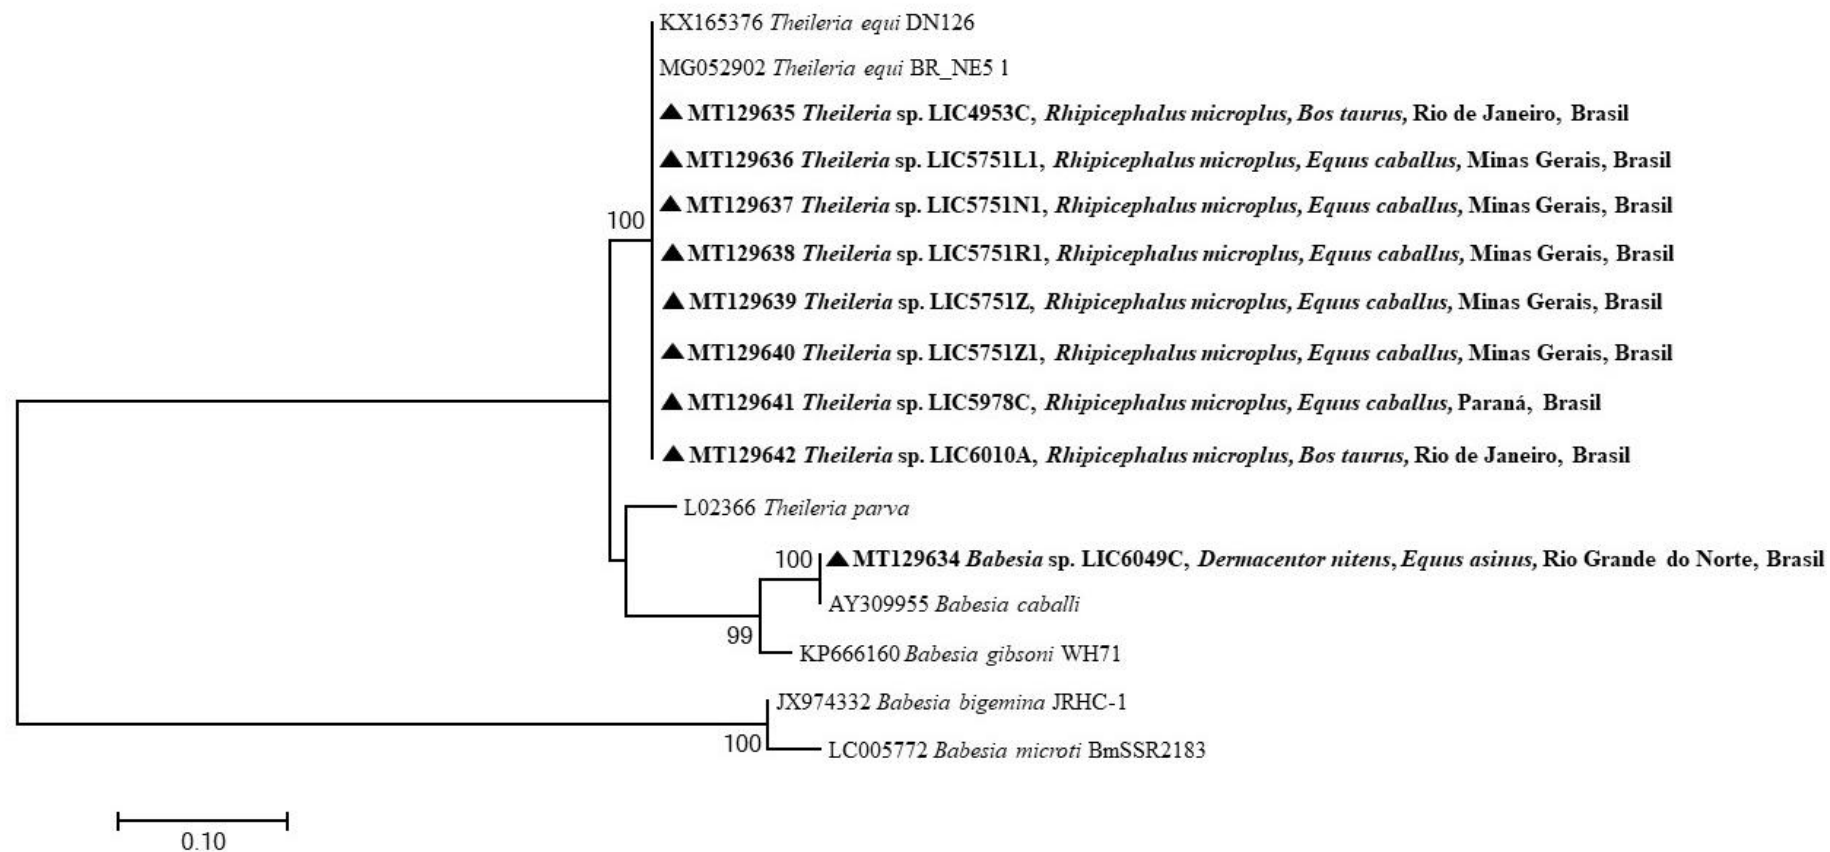 KX165376 Theileria equi DN126
MG052902 Theileria equi BR_NE5 1
▲MT129635 Theileria sp. LIC4953C, Rhipicephalus microplus, Bos taurus, Rio de Janeiro, Brasil
▲MT129636 Theileria sp. LIC5751L1, Rhipicephalus microplus, Equus caballus, Minas Gerais, Brasil
▲MT129637 Theileria sp. LIC5751N1, Rhipicephalus microplus, Equus caballus, Minas Gerais, Brasil
100
▲MT129638 Theileria sp. LIC5751R1, Rhipicephalus microplus, Equus caballus, Minas Gerais, Brasil
▲MT129639 Theileria sp. LIC5751Z, Rhipicephalus microplus, Equus caballus, Minas Gerais, Brasil
▲MT129640 Theileria sp. LIC5751Z1, Rhipicephalus microplus, Equus caballus, Minas Gerais, Brasil
▲MT129641 Theileria sp. LIC5978C, Rhipicephalus microplus, Equus caballus, Paraná, Brasil
▲MT129642 Theileria sp. LIC6010A, Rhipicephalus microplus, Bos taurus, Rio de Janeiro, Brasil
L02366 Theileria parva
100 ▲MT129634 Babesia sp. LIC6049C, Dermacentor nitens, Equus asinus, Rio Grande do Norte, Brasil
AY309955 Babesia caballi
99
KP666160 Babesia gibsoni WH71
JX974332 Babesia bigemina JRHC-1
100
LC005772 Babesia microti BmSSR2183
0.10